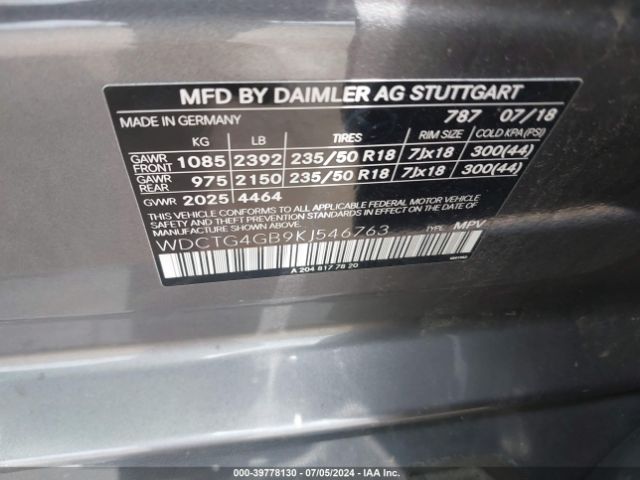 MFD BY DAIMLER AG STUTTGART
MADE IN GERMANY 787 07/18
KG LB TIRES RIM SIZE COLD KPA (PSI)
GAWR FRONT 1085 2392 235/50 R18 7Jx18 300(44)
GAWR REAR 975 2150 235/50 R18 7Jx18 300(44)
GVWR 2025 4464
THIS VEHICLE CONFORMS TO ALL APPLICABLE FEDERAL MOTOR VEHICLE
SAFETY AND THEFT PREVENTION STANDARDS IN EFFECT ON THE DATE OF
MANUFACTURE SHOWN ABOVE.
WDCTG4GB9KJ546763 TYPE: MPV
A 204 817 78 20
000-39778130 - 07/05/2024 - IAA Inc.